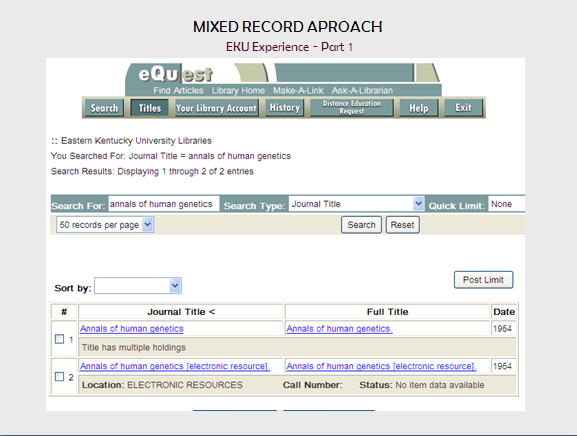 MIXED RECORD APROACH
EKU Experience - Part 1
eQuest
Find Articles Library Home Make-A-Link Ask-A-Librarian
Search Titles Your Library Account History Distance Education Request Help Exit
:: Eastern Kentucky University Libraries
You Searched For: Journal Title = annals of human genetics
Search Results: Displaying 1 through 2 of 2 entries
Search For: annals of human genetics Search Type: Journal Title Quick Limit: None
50 records per page Search Reset
Post Limit
Sort by:
# Journal Title < Full Title Date
1 Annals of human genetics Annals of human genetics. 1954
Title has multiple holdings
2 Annals of human genetics [electronic resource]. Annals of human genetics [electronic resource]. 1954
Location: ELECTRONIC RESOURCES Call Number: Status: No item data available